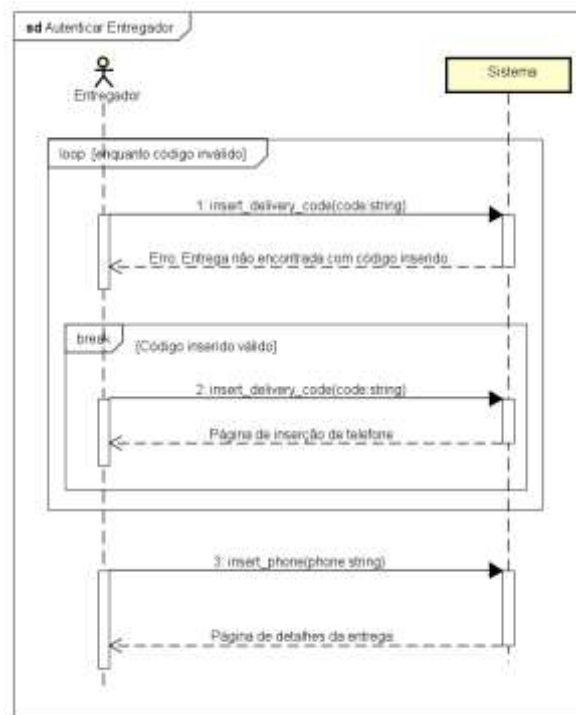 sd Autenticar Entregador
Entregador
Sistema
loop [enquanto código inválido]
1: insert_delivery_code(code:string)
Erro: Entrega não encontrada com código inserido
break
[Código inserido válido]
2: insert_delivery_code(code:string)
Página de inserção de telefone
3: insert_phone(phone:string)
Página de detalhes da entrega